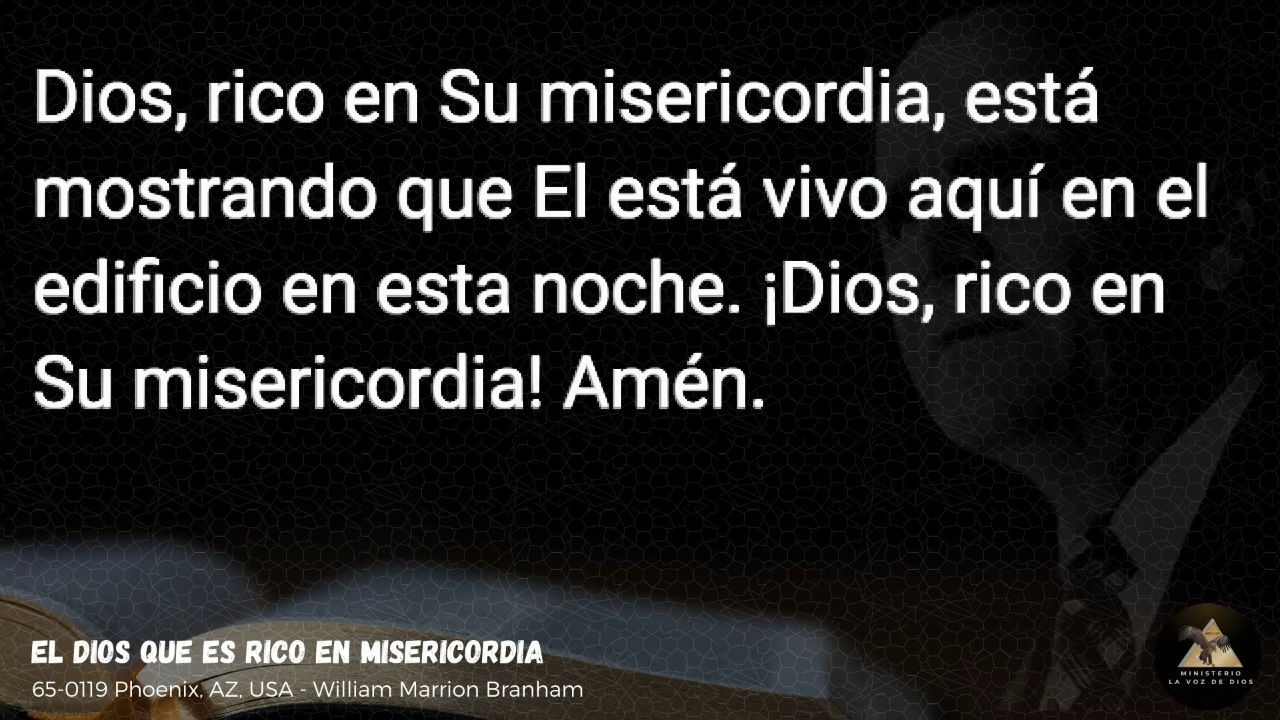 Dios, rico en Su misericordia, está
mostrando que El está vivo aquí en el
edificio en esta noche. ¡Dios, rico en
Su misericordia! Amén.
EL DIOS QUE ES RICO EN MISERICORDIA
65-0119 Phoenix, AZ, USA - William Marrion Branham
MINISTERIO
LA VOZ DE DIOS